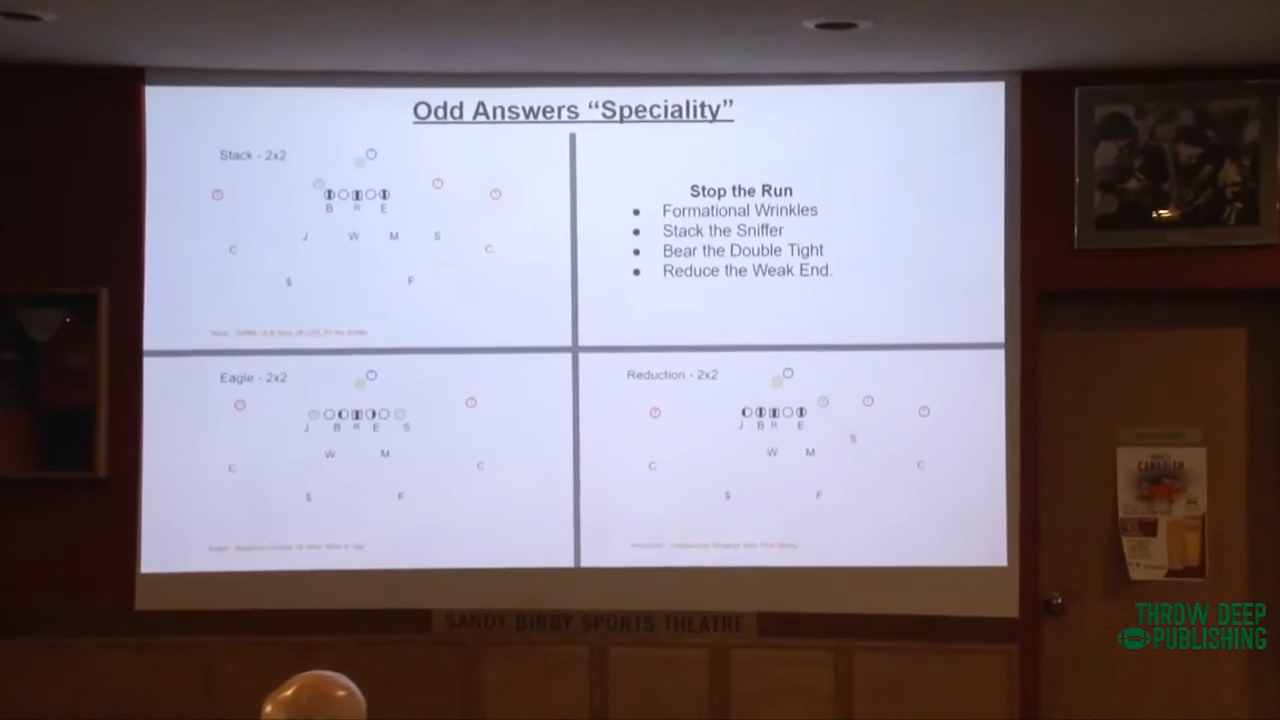 Odd Answers “Speciality”
Stack - 2x2
B R E
J W M S
C C
S F
Stop the Run
● Formational Wrinkles
● Stack the Sniffer
● Bear the Double Tight
● Reduce the Weak End.
Eagle - 2x2
J B R E S
W M
C C
S F
Reduction - 2x2
J B R E
S
W M
C C
S F
SANDY BIBBY SPORTS THEATRE
CANADIAN
THROW DEEP
PUBLISHING